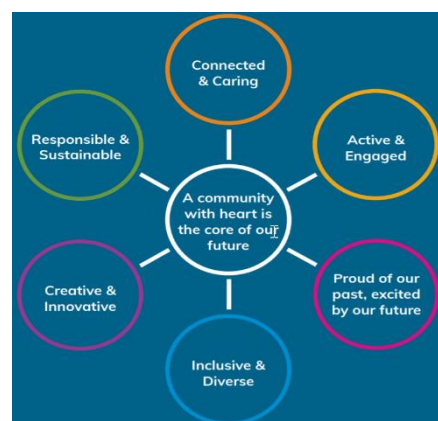 Connected
& Caring
Responsible &
Sustainable
Active &
Engaged
A community
with heart is
the core of our
future
Creative &
Innovative
Proud of our
past, excited
by our future
Inclusive &
Diverse